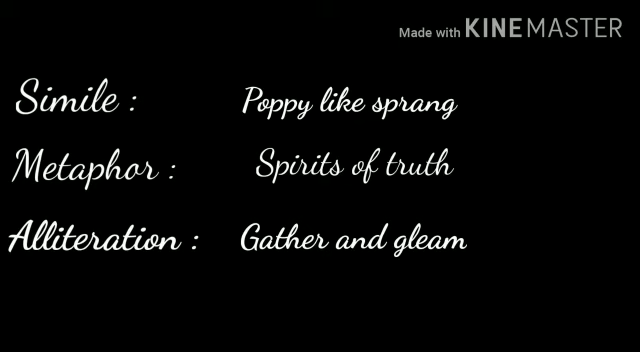 Made with KINEMASTER
Simile : Poppy like sprang
Metaphor : Spirits of truth
Alliteration : Gather and gleam